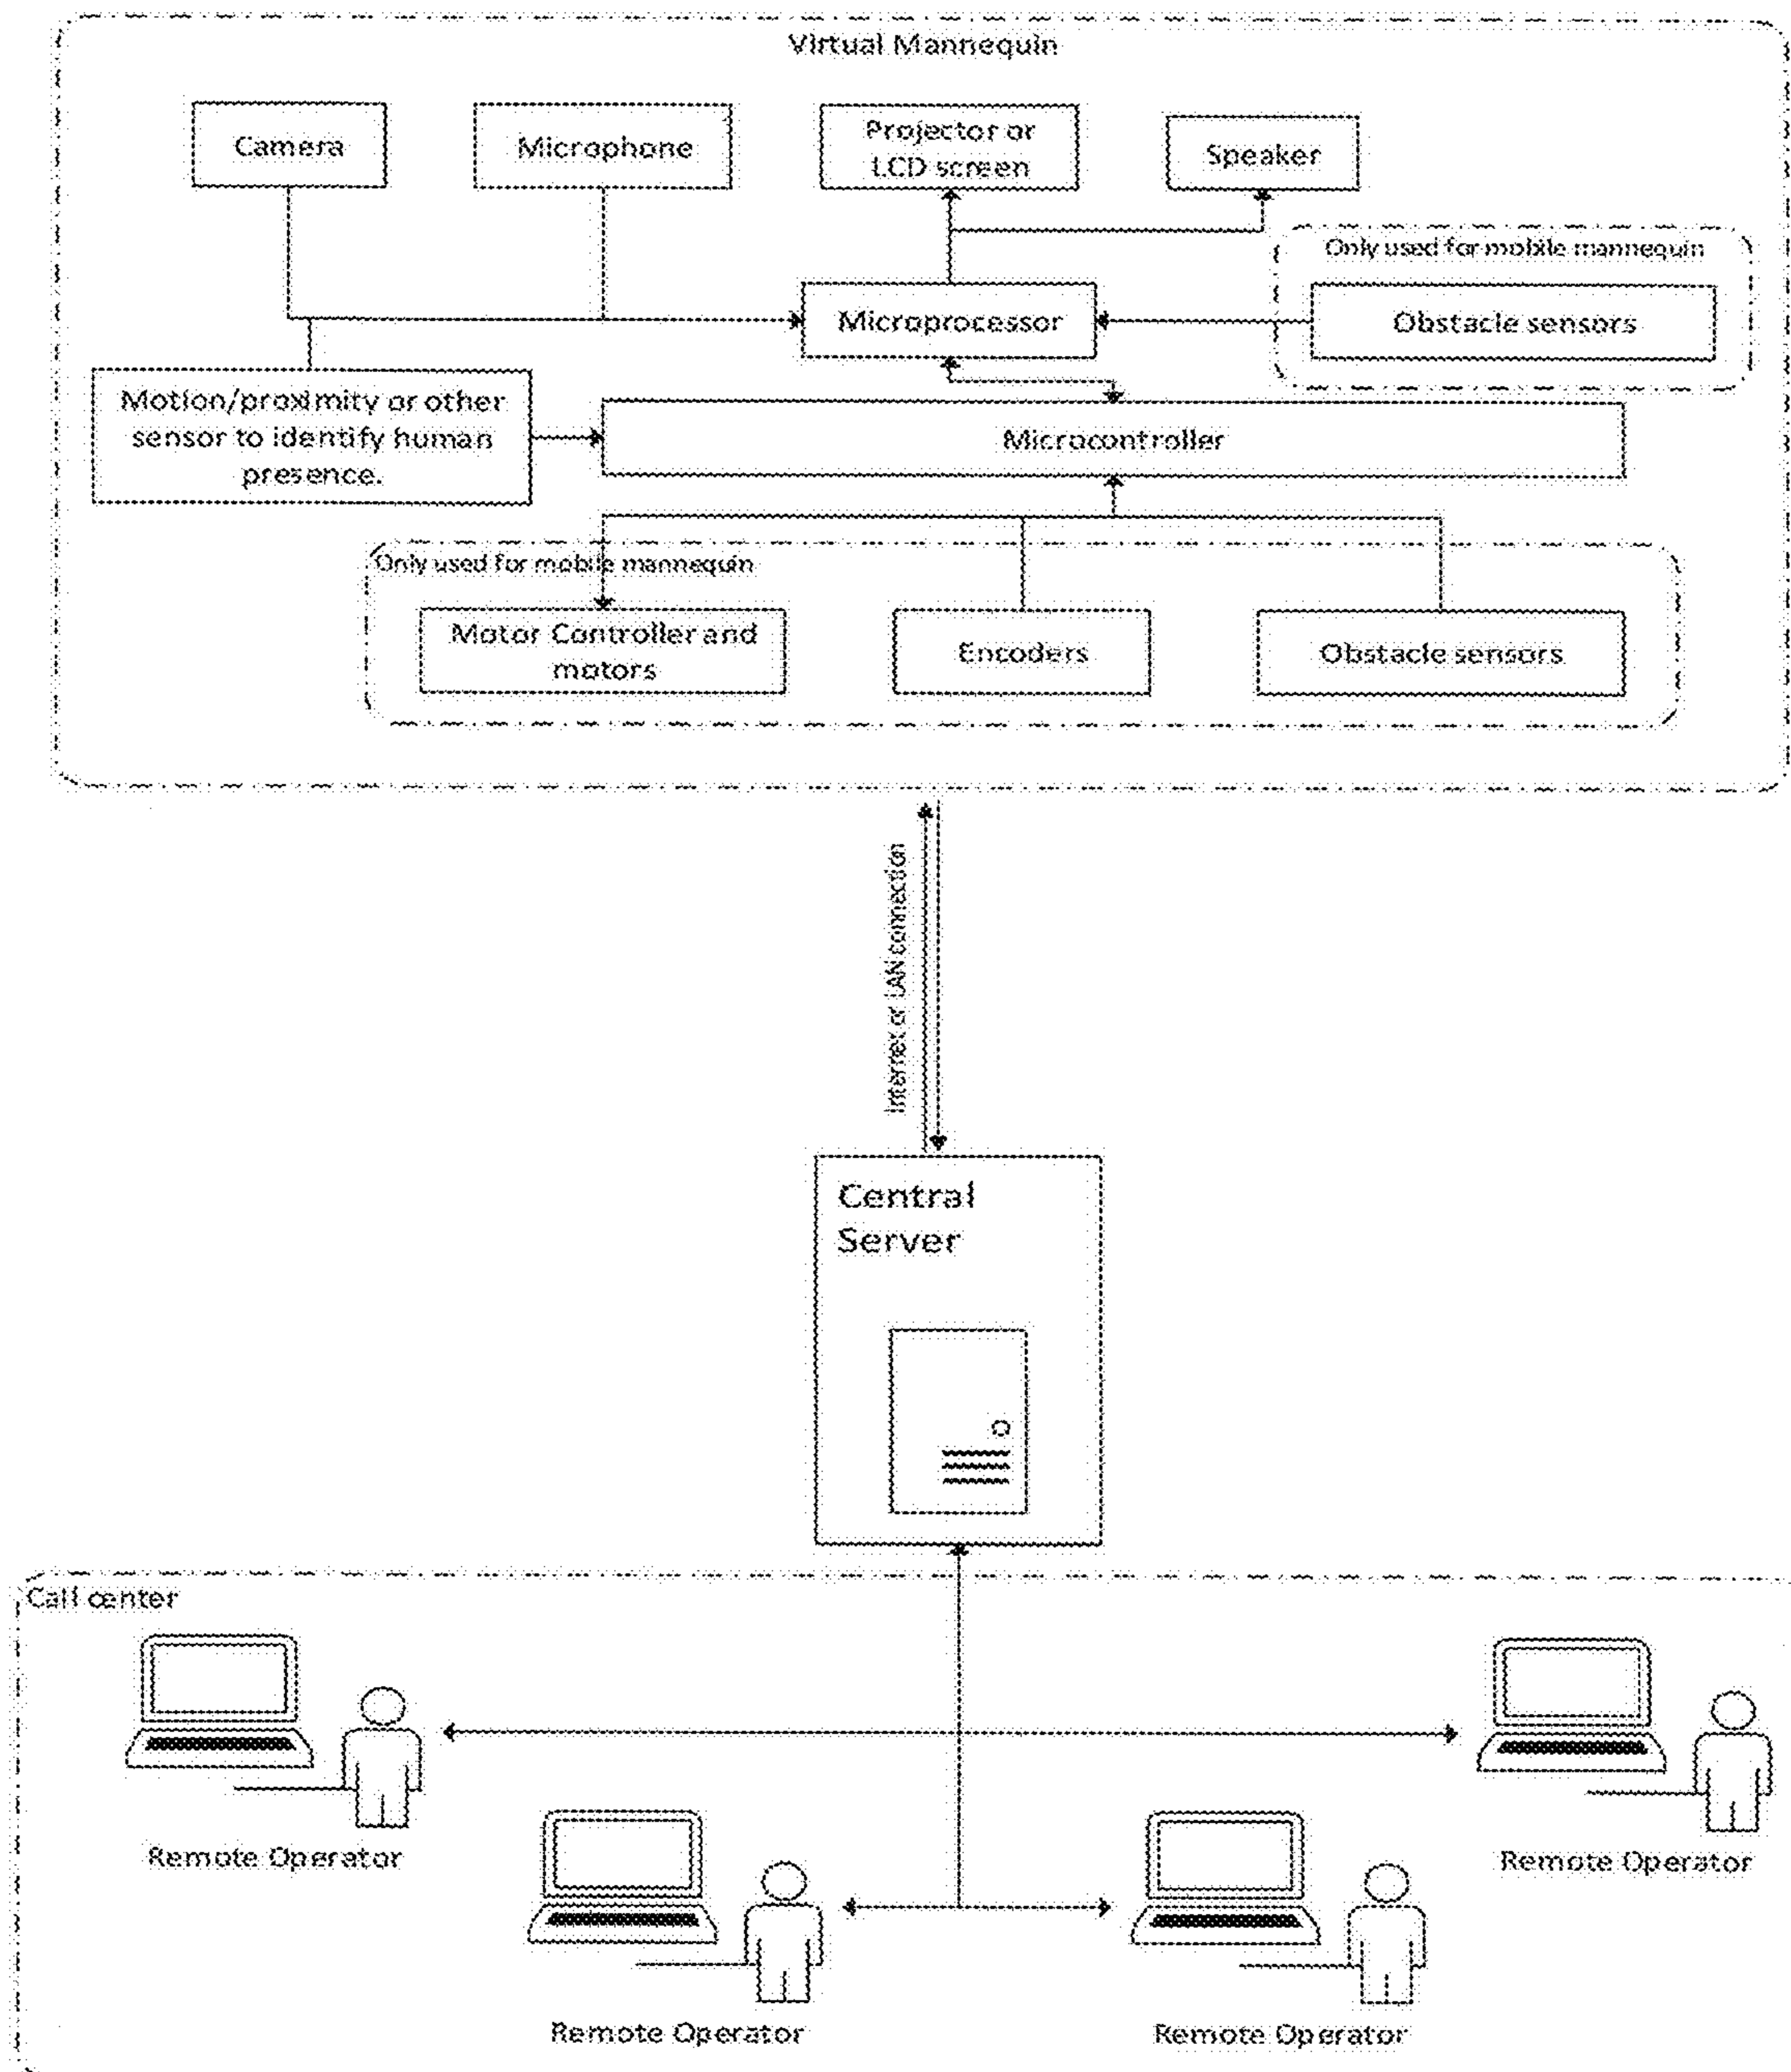 Virtual Mannequin
Camera
Microphone
Projector or
LCD screen
Speaker
Only used for mobile mannequin
Microprocessor
Obstacle sensors
Motion/proximity or other
sensor to identify human
presence.
Microcontroller
Only used for mobile mannequin
Motor Controller and
motors
Encoders
Obstacle sensors
Internet or LAN connection
Central
Server
Call center
Remote Operator
Remote Operator
Remote Operator
Remote Operator